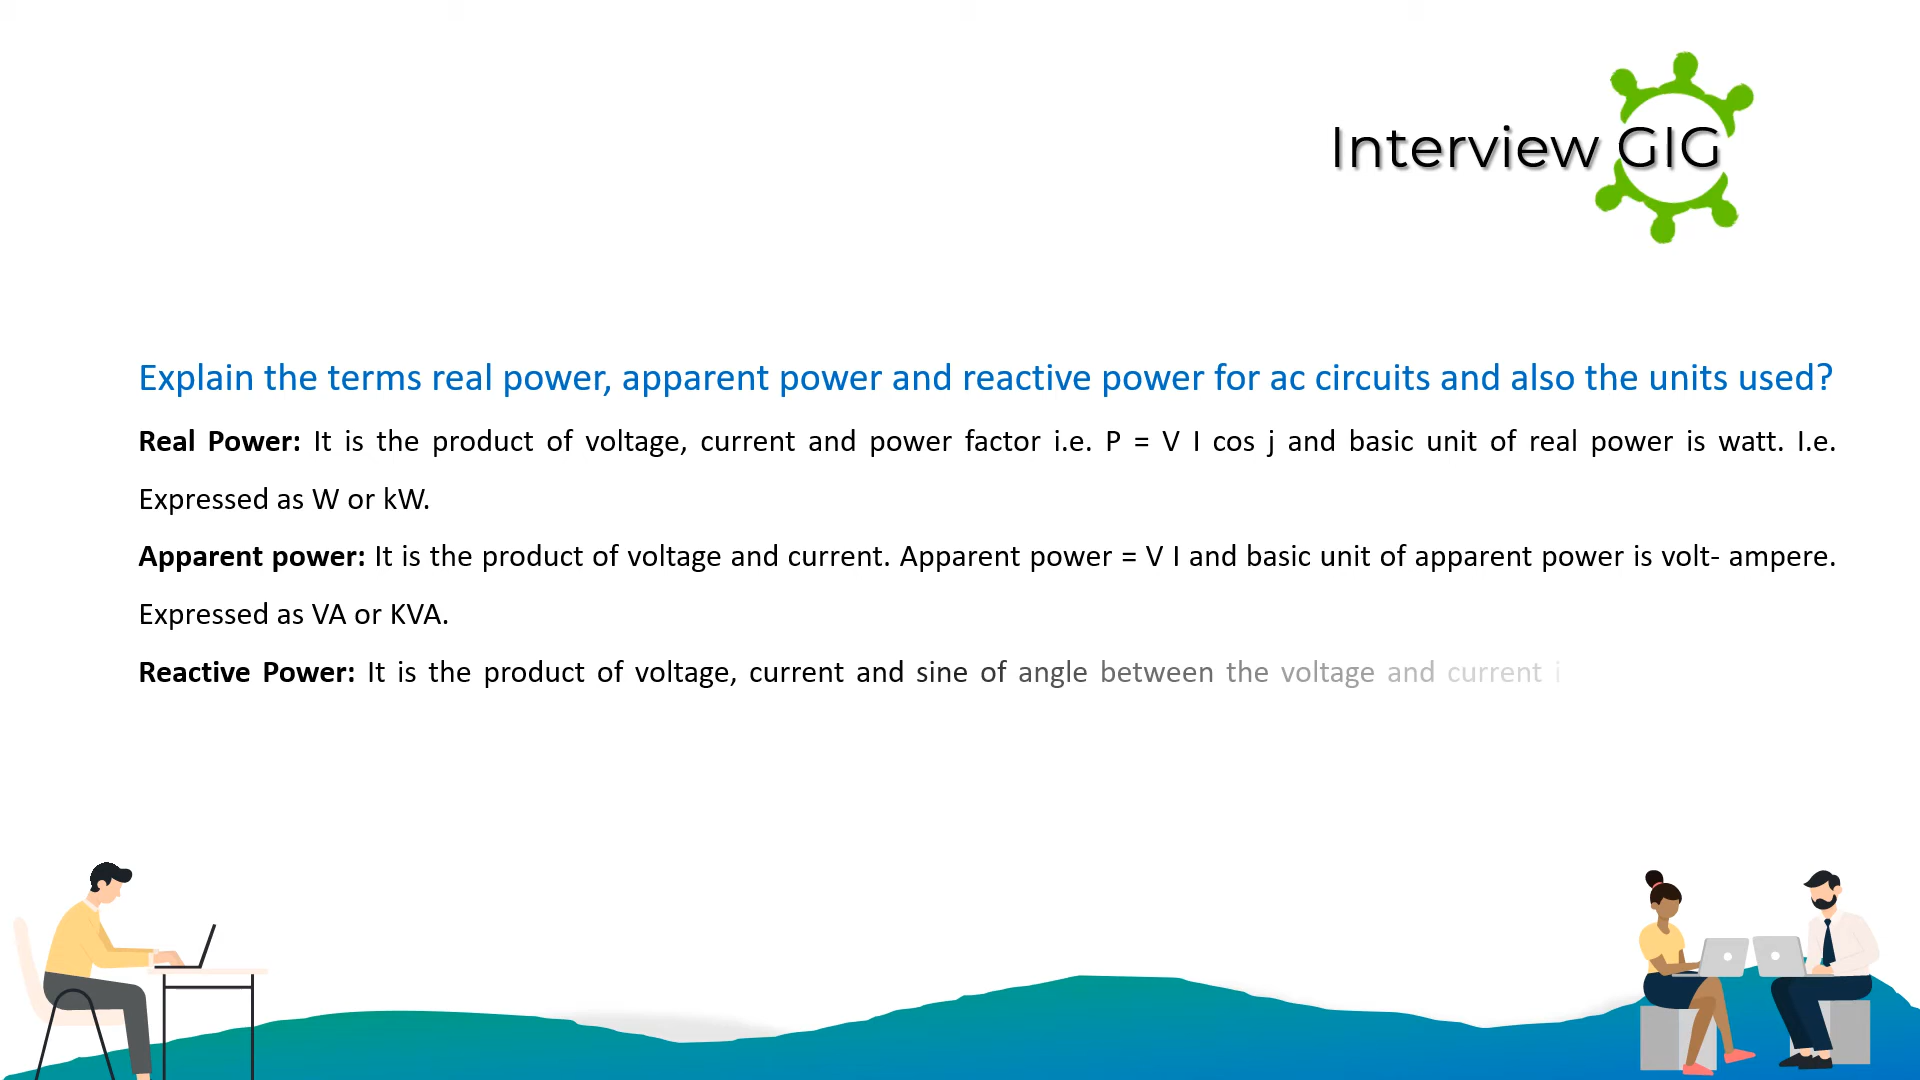 Interview GIG
Explain the terms real power, apparent power and reactive power for ac circuits and also the units used?
Real Power: It is the product of voltage, current and power factor i.e. P = V I cos j and basic unit of real power is watt. I.e.
Expressed as W or kW.
Apparent power: It is the product of voltage and current. Apparent power = V I and basic unit of apparent power is volt- ampere.
Expressed as VA or KVA.
Reactive Power: It is the product of voltage, current and sine of angle between the voltage and current i